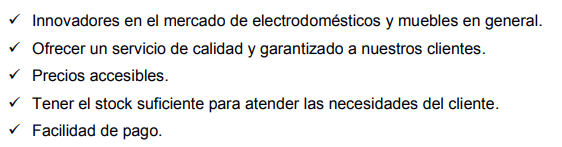 ✓ Innovadores en el mercado de electrodomésticos y muebles en general.
✓ Ofrecer un servicio de calidad y garantizado a nuestros clientes.
✓ Precios accesibles.
✓ Tener el stock suficiente para atender las necesidades del cliente.
✓ Facilidad de pago.